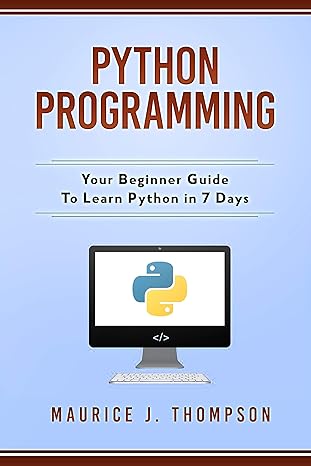 PYTHON
PROGRAMMING
Your Beginner Guide
To Learn Python in 7 Days
</>
MAURICE J. THOMPSON